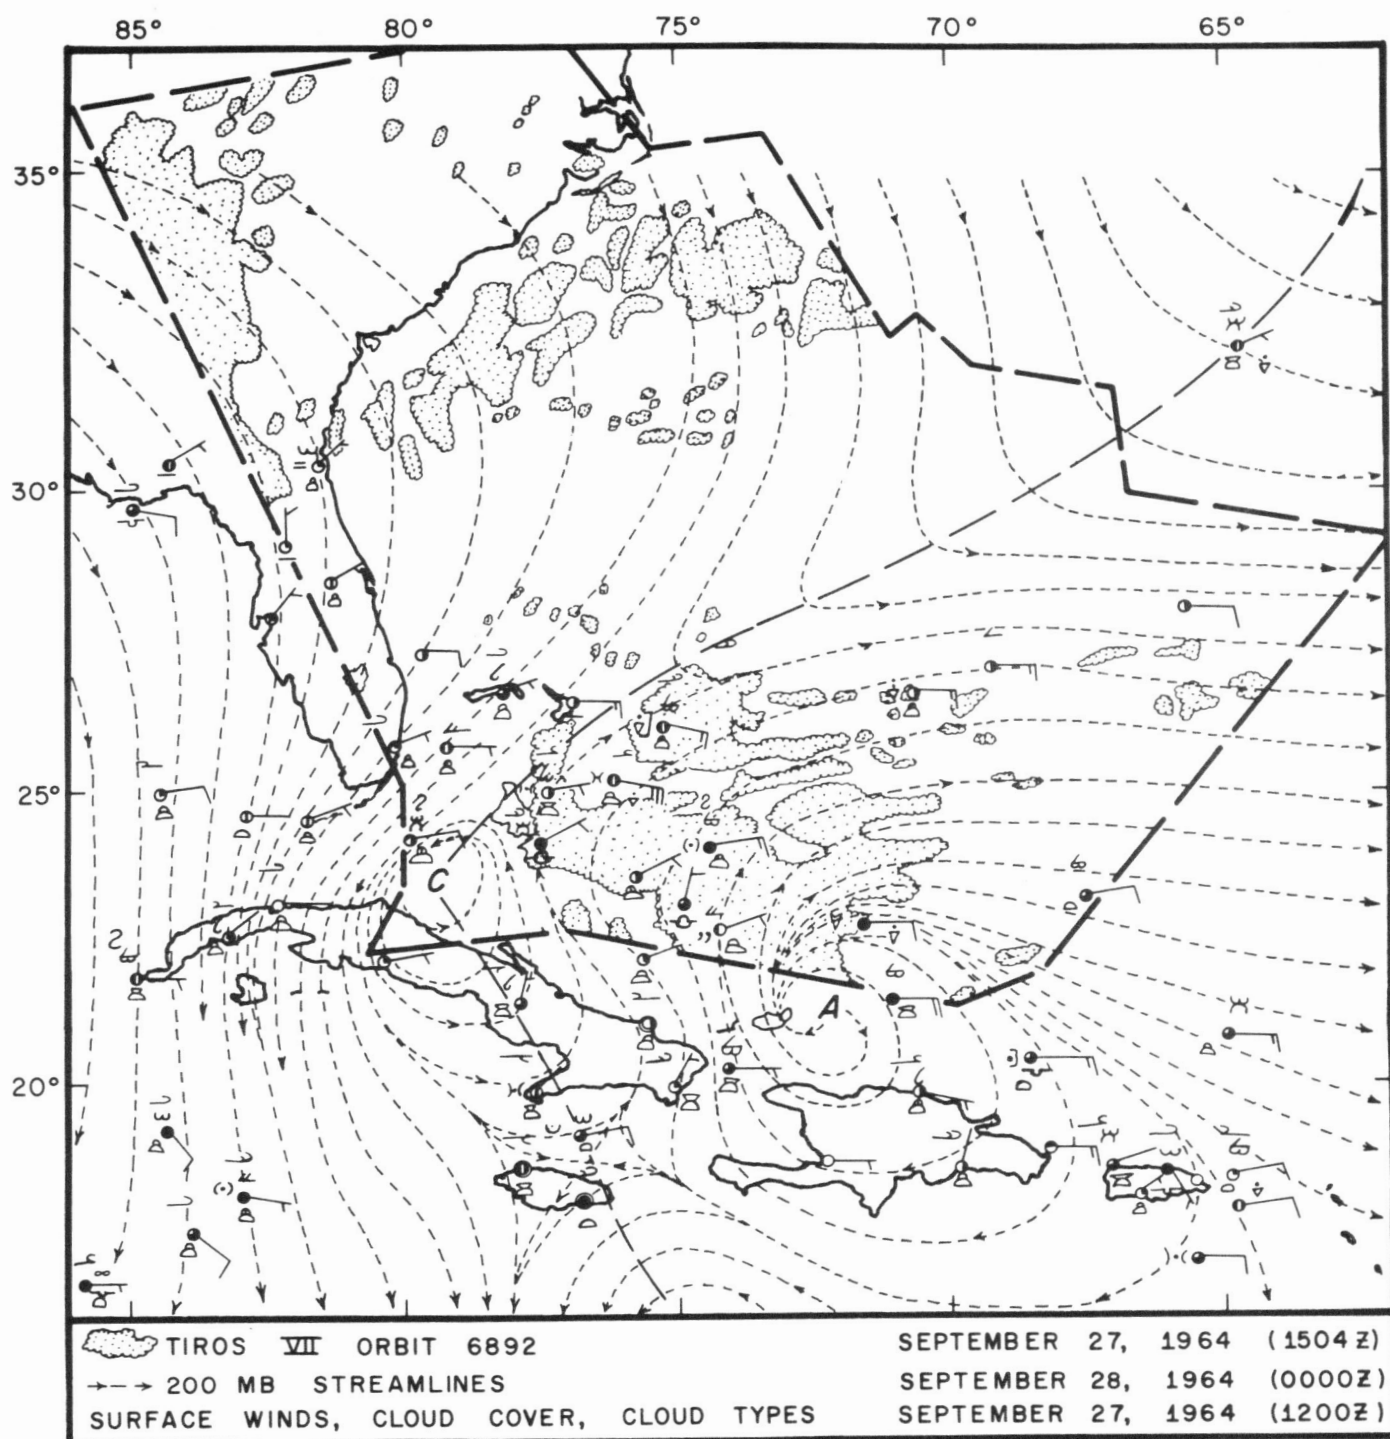 85° 80° 75° 70° 65°
35°
30°
25°
20°
C
A
TIROS VII ORBIT 6892 SEPTEMBER 27, 1964 (1504Z)
200 MB STREAMLINES SEPTEMBER 28, 1964 (0000Z)
SURFACE WINDS, CLOUD COVER, CLOUD TYPES SEPTEMBER 27, 1964 (1200Z)